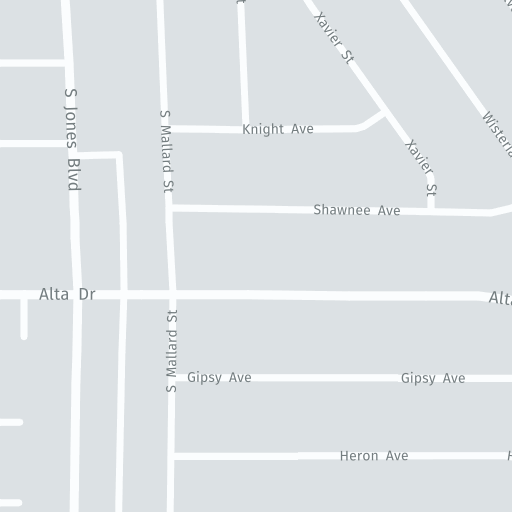 Xavier St
S Jones Blvd
S Mallard St
Knight Ave
Wisteria
Xavier St
Shawnee Ave
Alta Dr
Alta
S Mallard St
Gipsy Ave
Gipsy Ave
Heron Ave